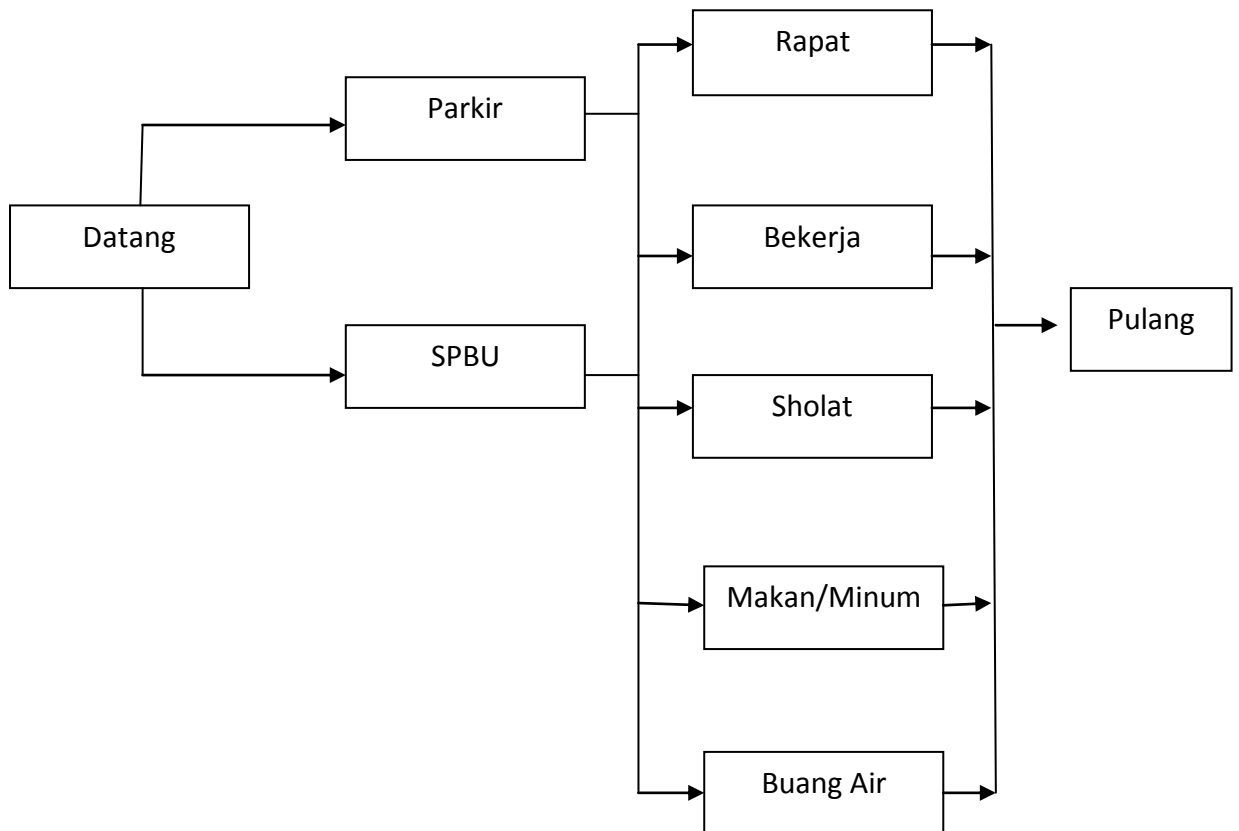 Rapat
Parkir
Datang
Bekerja
Pulang
SPBU
Sholat
Makan/Minum
Buang Air